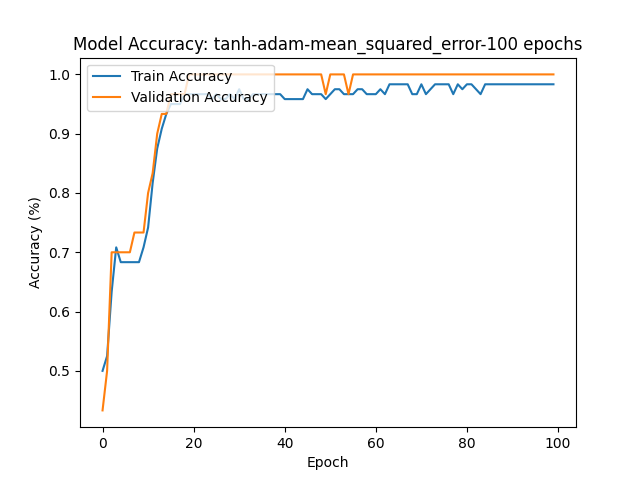 Model Accuracy: tanh-adam-mean_squared_error-100 epochs
Train Accuracy
Validation Accuracy
1.0
0.9
0.8
0.7
0.6
0.5
Accuracy (%)
0 20 40 60 80 100
Epoch